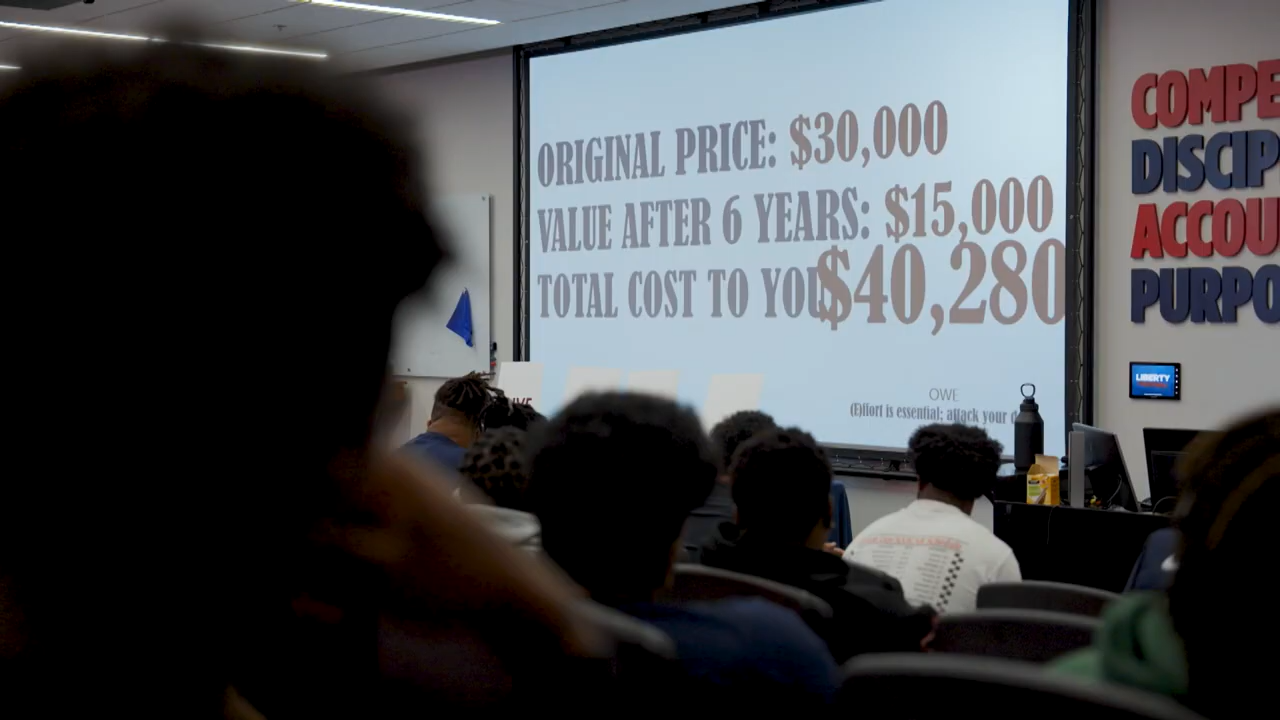 ORIGINAL PRICE: $30,000
VALUE AFTER 6 YEARS: $15,000
TOTAL COST TO YOU $40,280
OWE
(E)ffort is essential; attack your d
COMPE
DISCIP
ACCOU
PURPO
LIBERTY